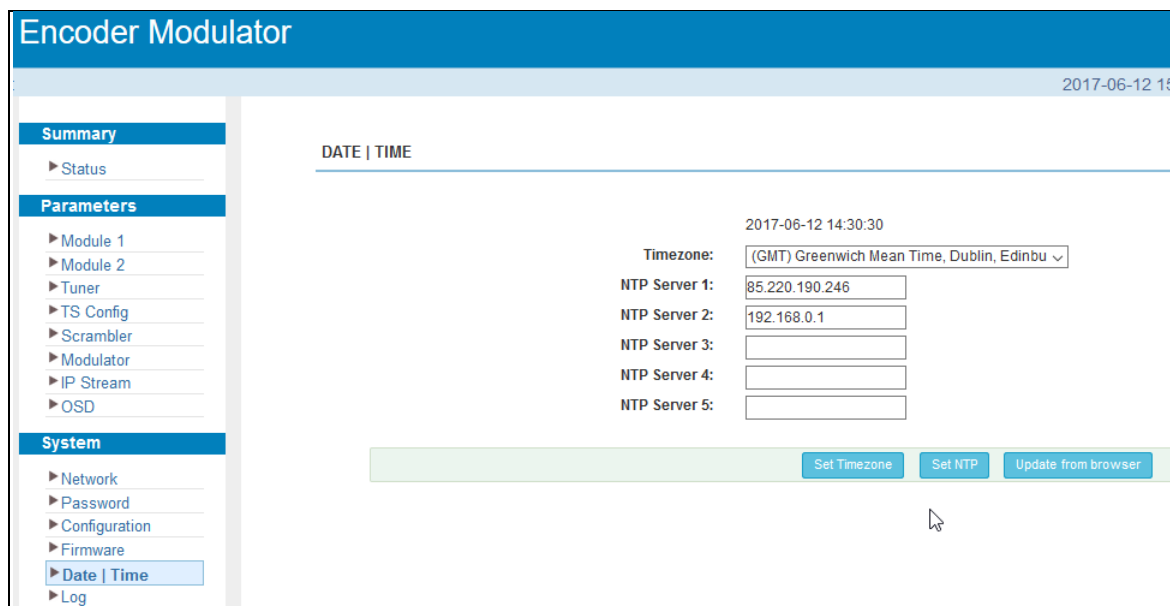 Encoder Modulator
2017-06-12 15
Summary
Status
Parameters
Module 1
Module 2
Tuner
TS Config
Scrambler
Modulator
IP Stream
OSD
System
Network
Password
Configuration
Firmware
Date | Time
Log
DATE | TIME
2017-06-12 14:30:30
Timezone: (GMT) Greenwich Mean Time, Dublin, Edinbu
NTP Server 1: 85.220.190.246
NTP Server 2: 192.168.0.1
NTP Server 3:
NTP Server 4:
NTP Server 5:
Set Timezone Set NTP Update from browser